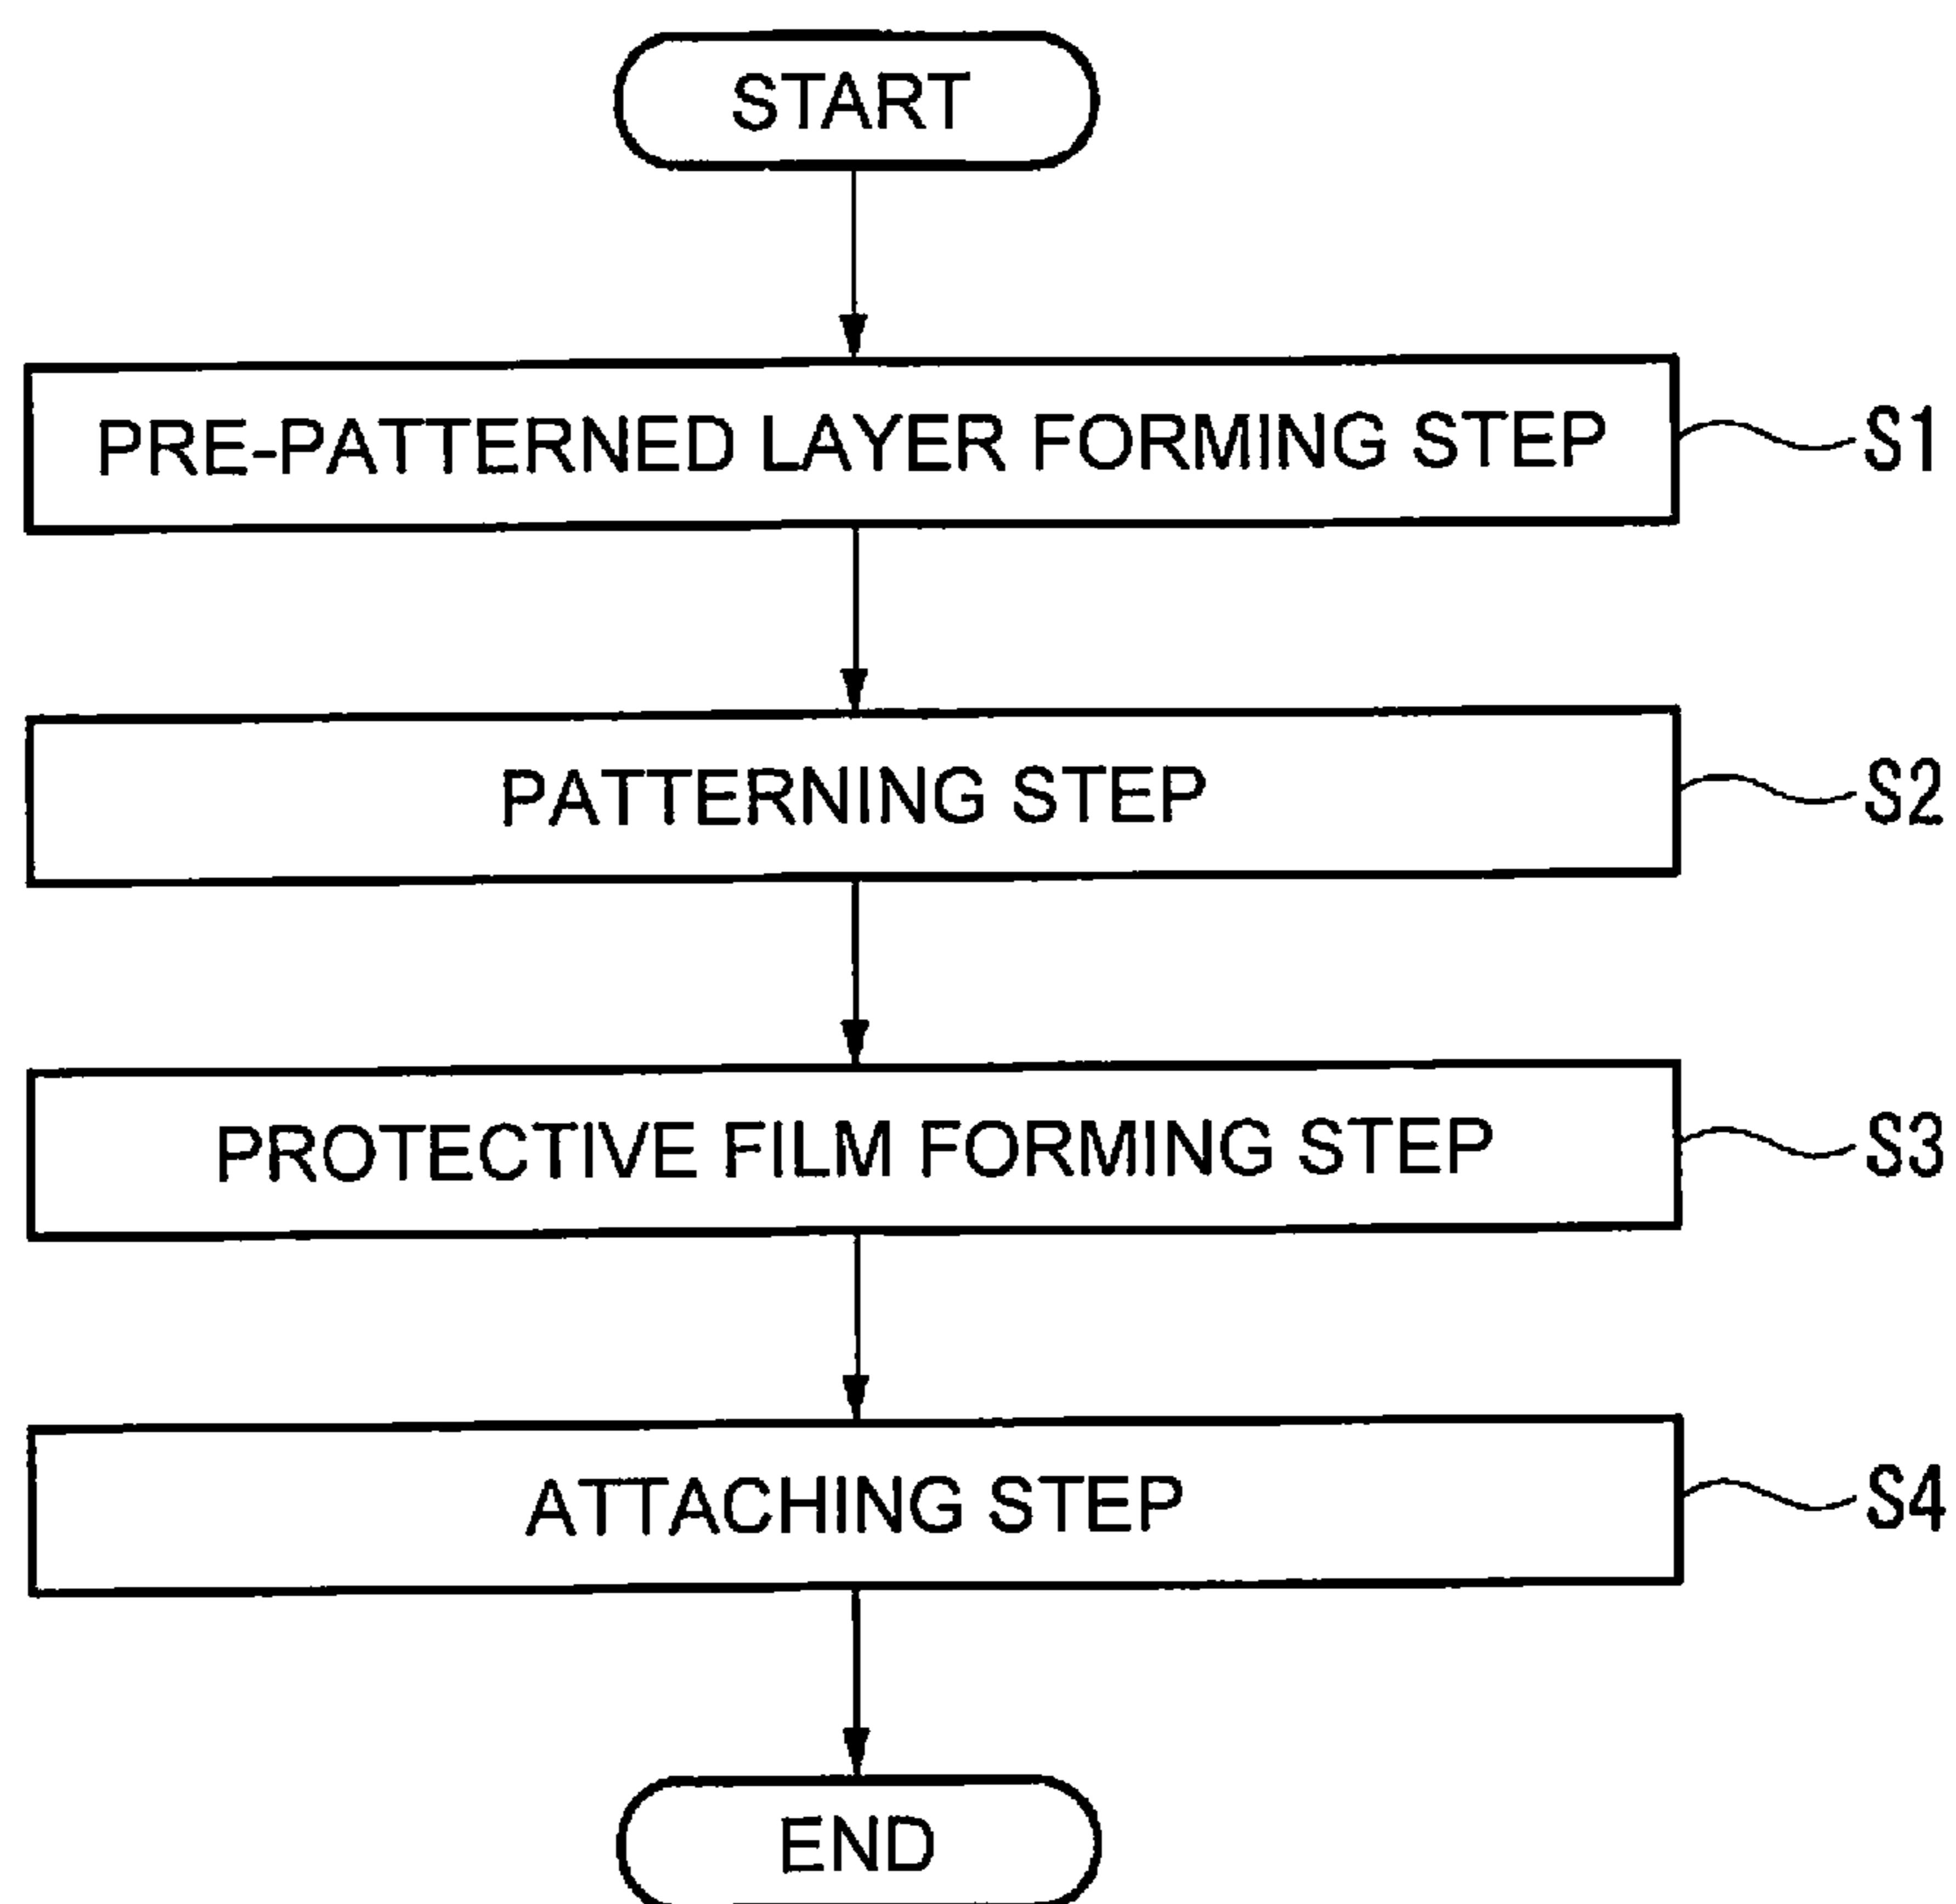 START
PRE-PATTERNED LAYER FORMING STEP S1
PATTERNING STEP S2
PROTECTIVE FILM FORMING STEP S3
ATTACHING STEP S4
END